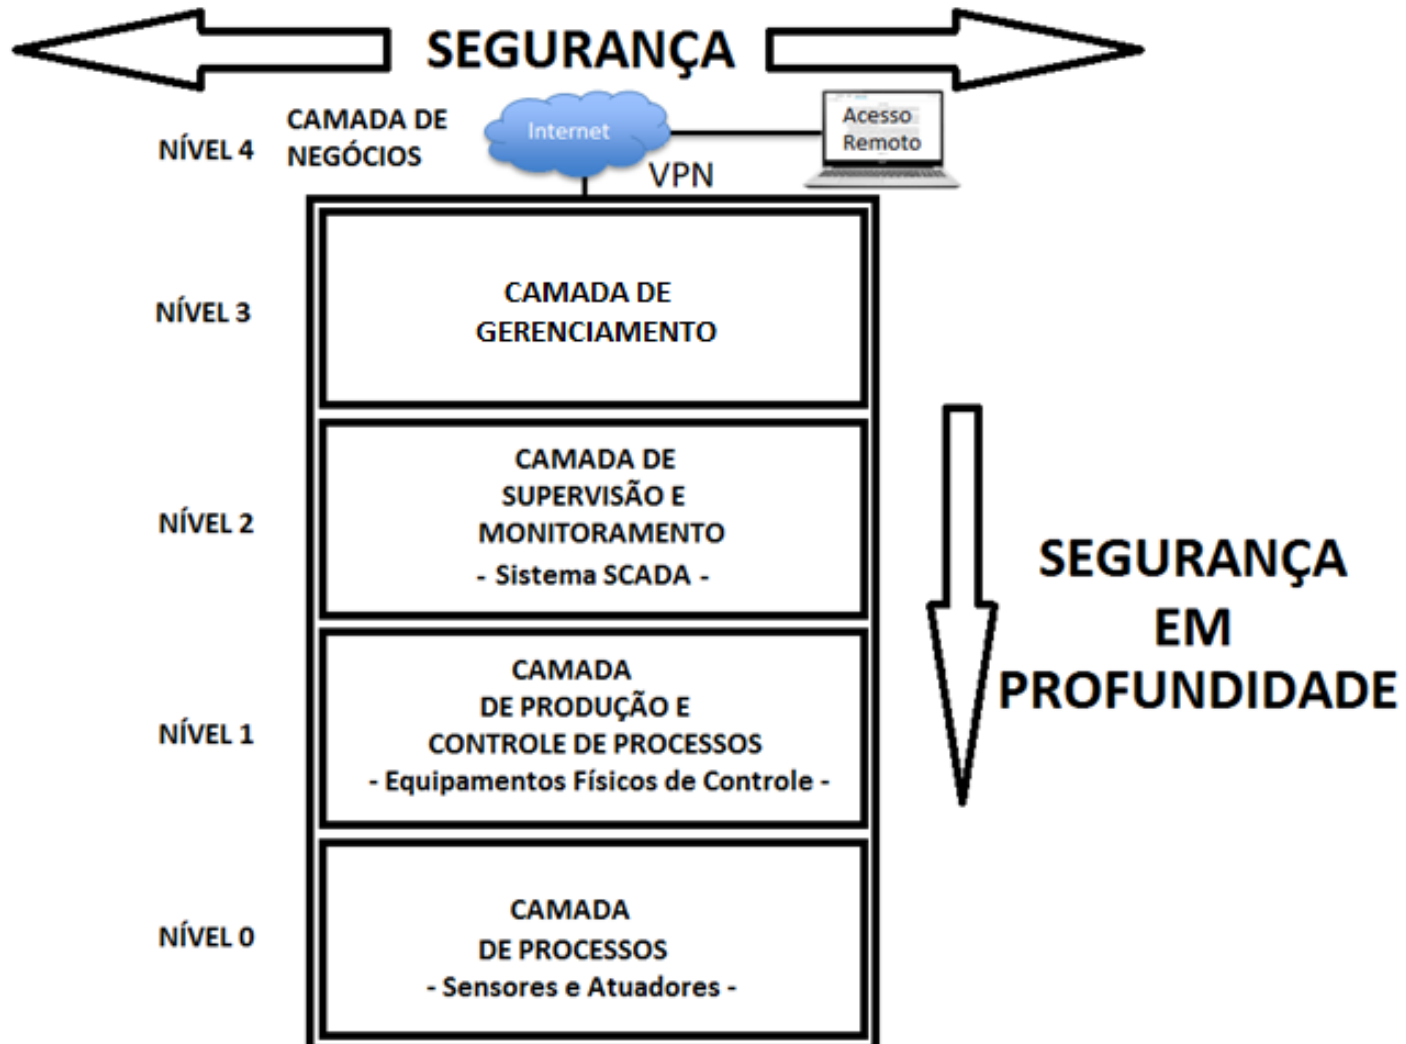 SEGURANÇA
CAMADA DE
NEGÓCIOS
NÍVEL 4
Internet
VPN
Acesso
Remoto
NÍVEL 3
CAMADA DE
GERENCIAMENTO
NÍVEL 2
CAMADA DE
SUPERVISÃO E
MONITORAMENTO
- Sistema SCADA -
SEGURANÇA
EM
PROFUNDIDADE
NÍVEL 1
CAMADA
DE PRODUÇÃO E
CONTROLE DE PROCESSOS
- Equipamentos Físicos de Controle -
NÍVEL 0
CAMADA
DE PROCESSOS
- Sensores e Atuadores -